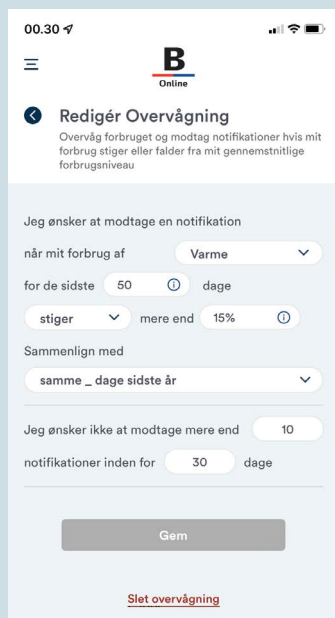 00.30
B
Online
Redigér Overvågning
Overvåg forbruget og modtag notifikationer hvis mit
forbrug stiger eller falder fra mit gennemstnitlige
forbrugsniveau
Jeg ønsker at modtage en notifikation
når mit forbrug af Varme
for de sidste 50 dage
stiger mere end 15%
Sammenlign med
samme _ dage sidste år
Jeg ønsker ikke at modtage mere end 10
notifikationer inden for 30 dage
Gem
Slet overvågning